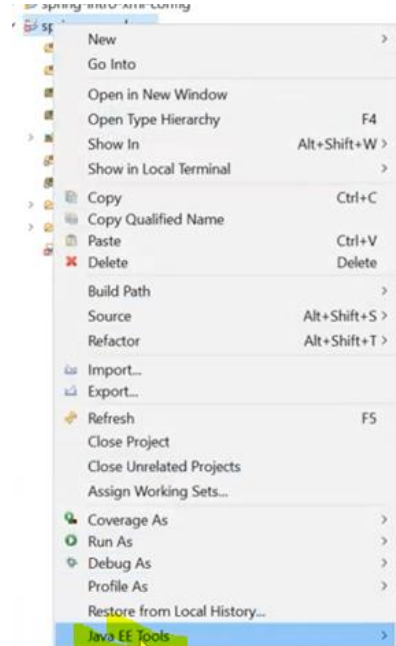 spring-intro-xml-config
New
Go Into
Open in New Window
Open Type Hierarchy F4
Show In Alt+Shift+W >
Show in Local Terminal
Copy Ctrl+C
Copy Qualified Name
Paste Ctrl+V
Delete Delete
Build Path
Source Alt+Shift+S >
Refactor Alt+Shift+T >
Import...
Export...
Refresh F5
Close Project
Close Unrelated Projects
Assign Working Sets...
Coverage As
Run As
Debug As
Profile As
Restore from Local History...
Java EE Tools